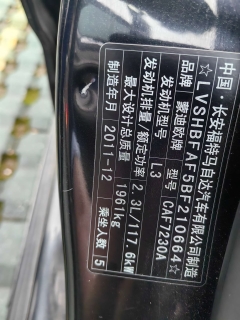 中国·长安福特马自达汽车有限公司制造
☆LVSHBFAF5BF210664☆
品牌 蒙迪欧牌 型号 CAF7230A
发动机型号 L3
发动机排量/额定功率 2.3L/117.6kW
最大设计总质量 1961kg
制造年月 2011-12 乘坐人数 5